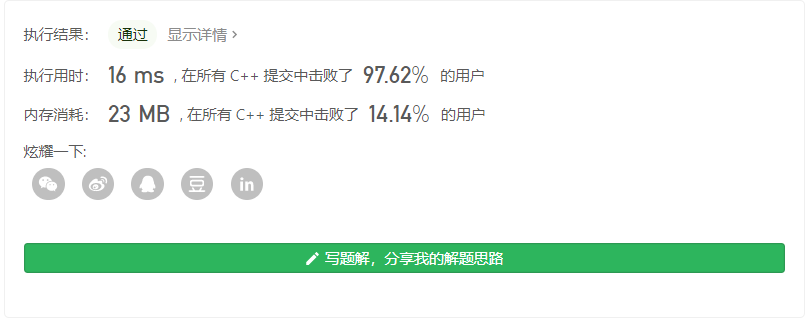 执行结果： 通过 显示详情 >
执行用时： 16 ms , 在所有 C++ 提交中击败了 97.62% 的用户
内存消耗： 23 MB , 在所有 C++ 提交中击败了 14.14% 的用户
炫耀一下:
豆 in
写题解，分享我的解题思路